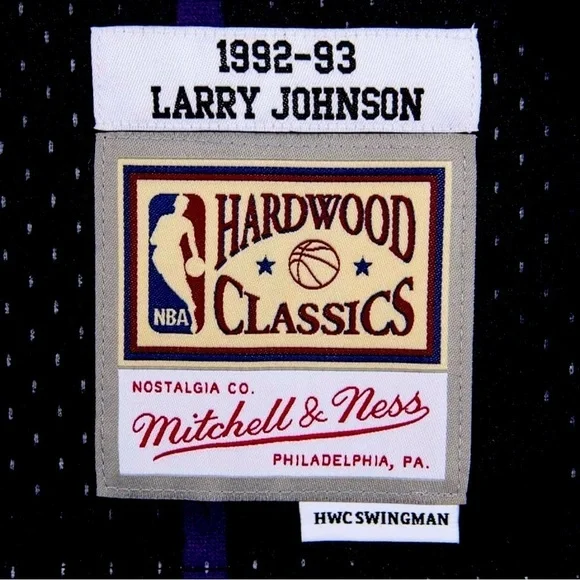 1992-93
LARRY JOHNSON
HARDWOOD
CLASSICS
NBA
NOSTALGIA CO.
Mitchell & Ness
PHILADELPHIA, PA.
HWC SWINGMAN